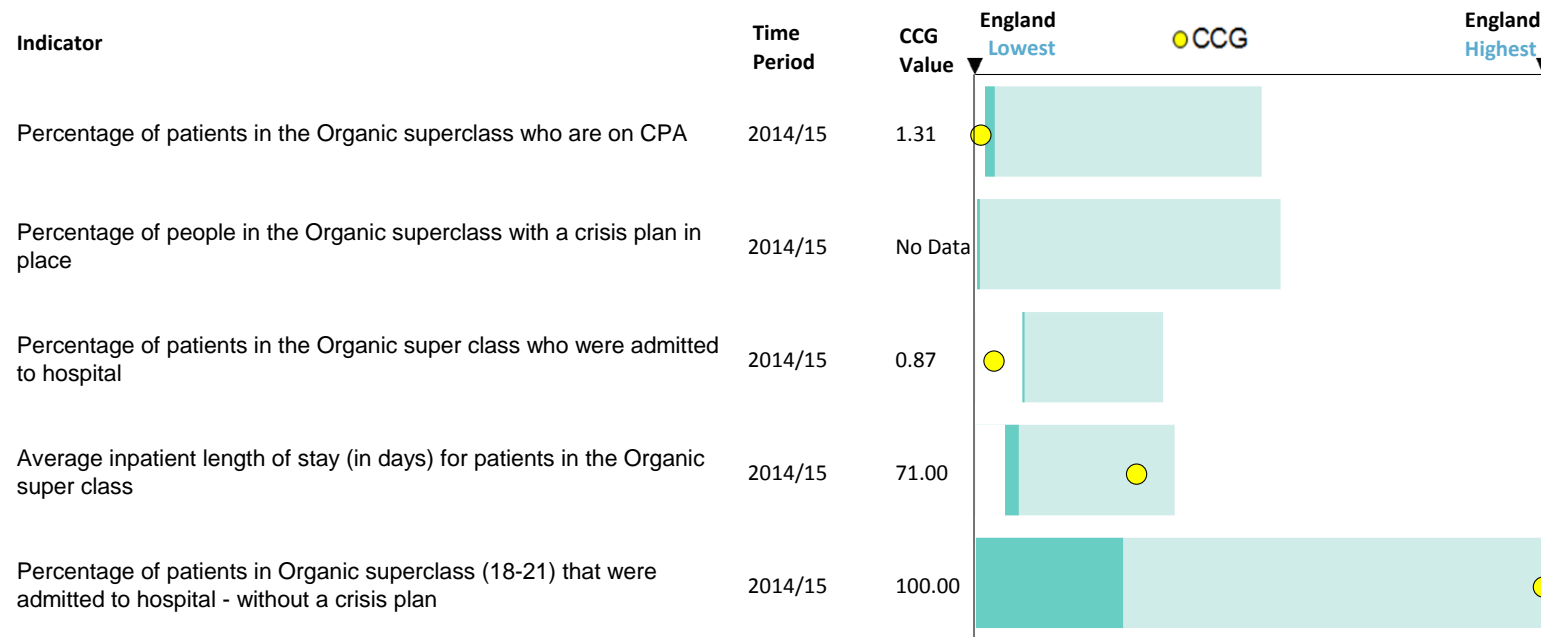 Indicator
Time
Period
CCG
Value
England
Lowest
CCG
England
Highest
Percentage of patients in the Organic superclass who are on CPA
2014/15
1.31
Percentage of people in the Organic superclass with a crisis plan in
place
2014/15
No Data
Percentage of patients in the Organic super class who were admitted
to hospital
2014/15
0.87
Average inpatient length of stay (in days) for patients in the Organic
super class
2014/15
71.00
Percentage of patients in Organic superclass (18-21) that were
admitted to hospital - without a crisis plan
2014/15
100.00